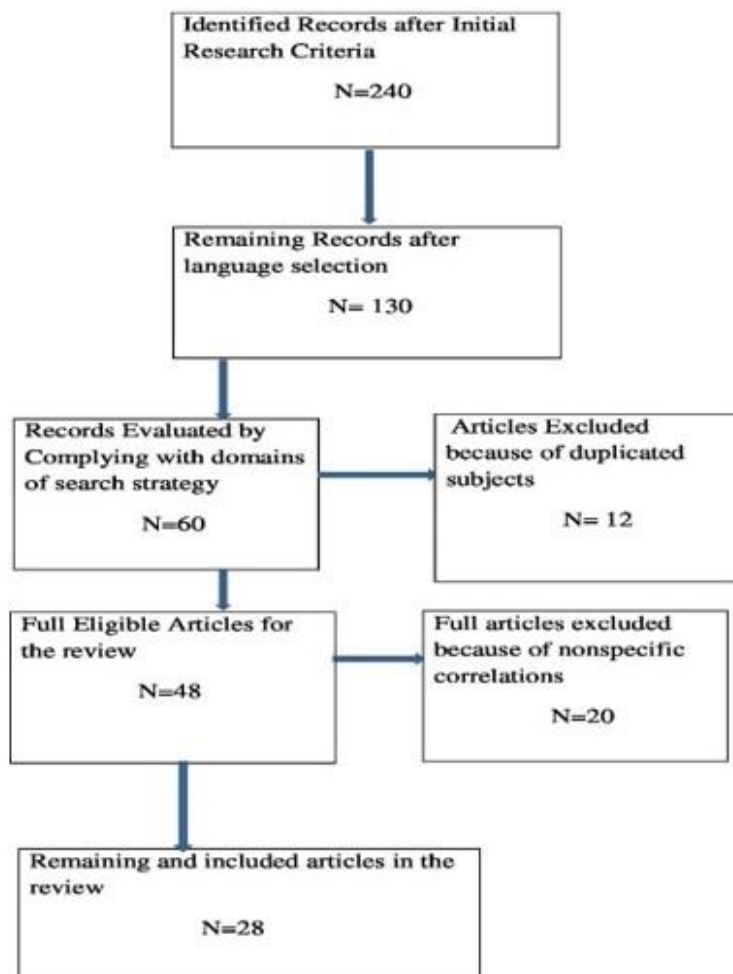 Identified Records after Initial
Research Criteria
N=240
Remaining Records after
language selection
N= 130
Records Evaluated by
Complying with domains
of search strategy
N=60
Articles Excluded
because of duplicated
subjects
N= 12
Full Eligible Articles for
the review
N=48
Full articles excluded
because of nonspecific
correlations
N=20
Remaining and included articles in the
review
N=28